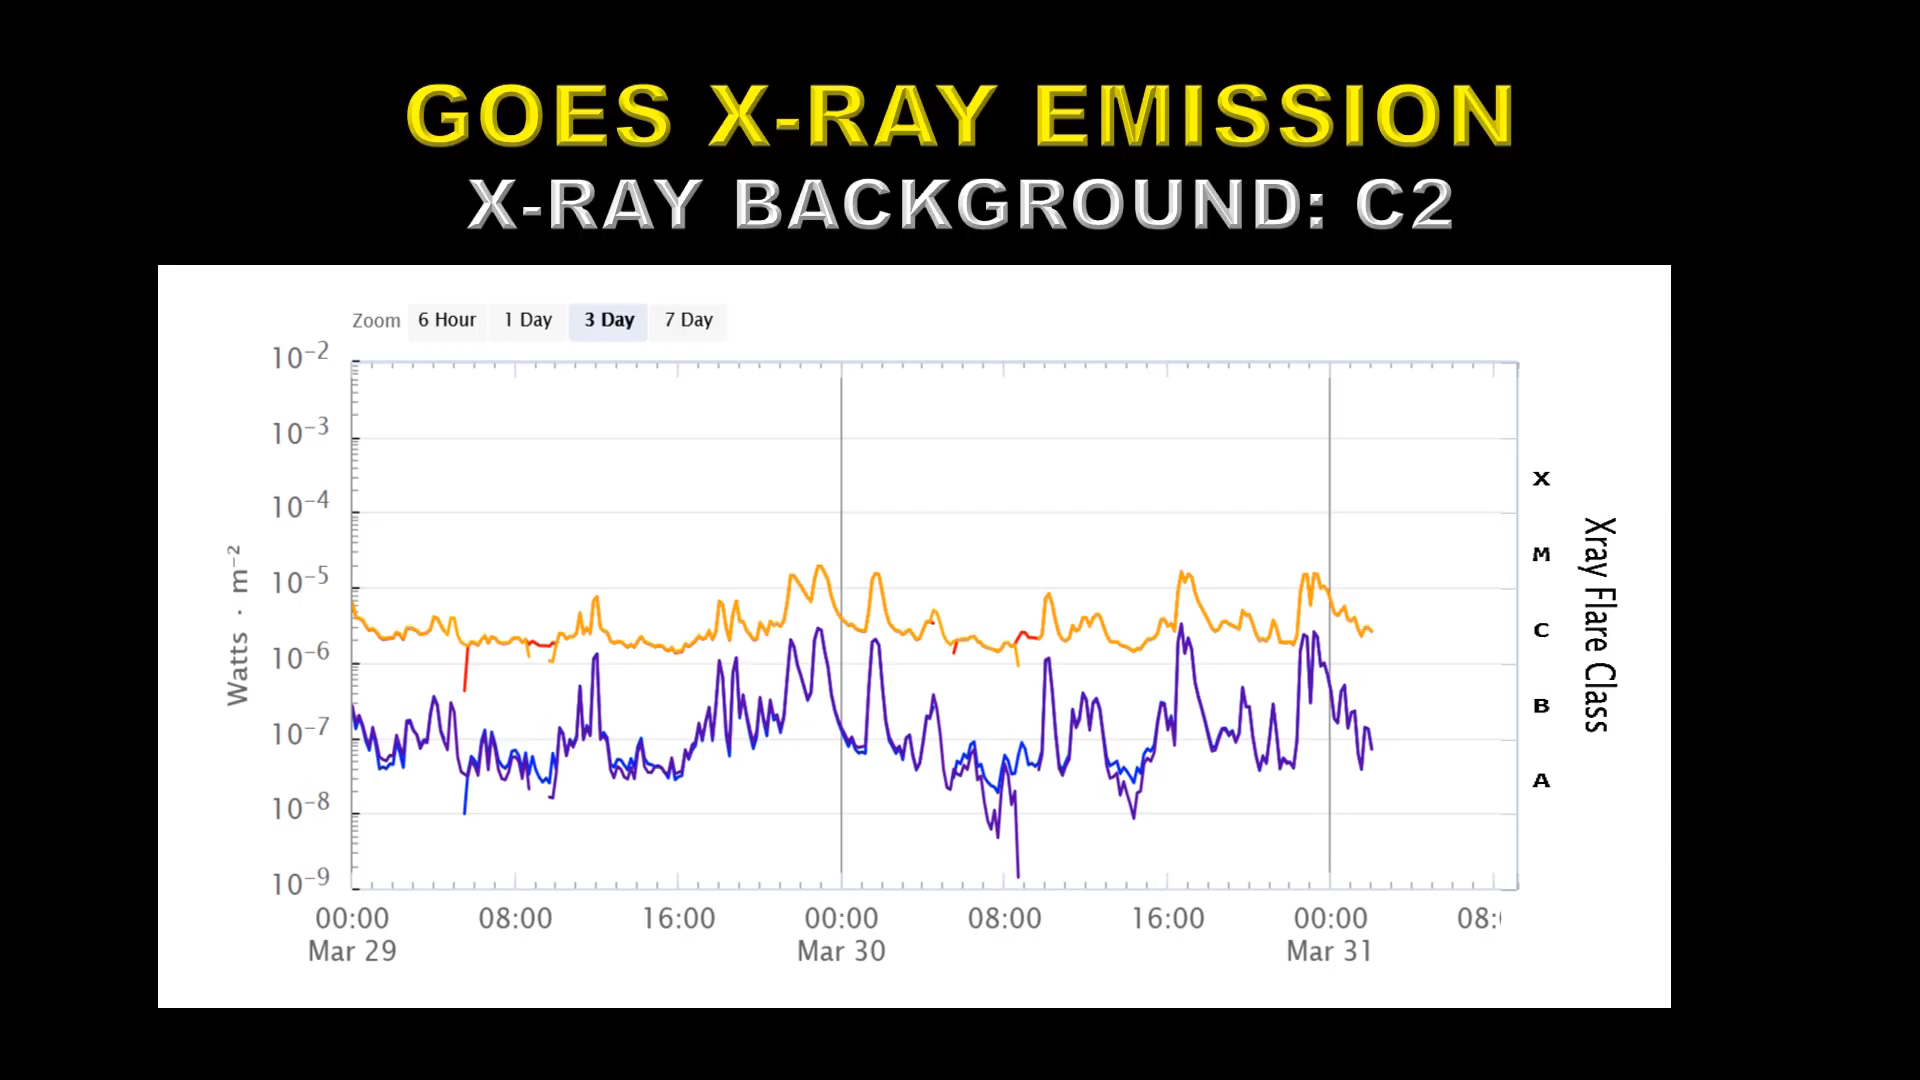 GOES X-RAY EMISSION
X-RAY BACKGROUND: C2
Zoom 6 Hour 1 Day 3 Day 7 Day
10⁻²
10⁻³
10⁻⁴
10⁻⁵
10⁻⁶
10⁻⁷
10⁻⁸
10⁻⁹
Watts · m⁻²
X
M
C
B
A
Xray Flare Class
00:00 08:00 16:00 00:00 08:00 16:00 00:00 08:
Mar 29 Mar 30 Mar 31